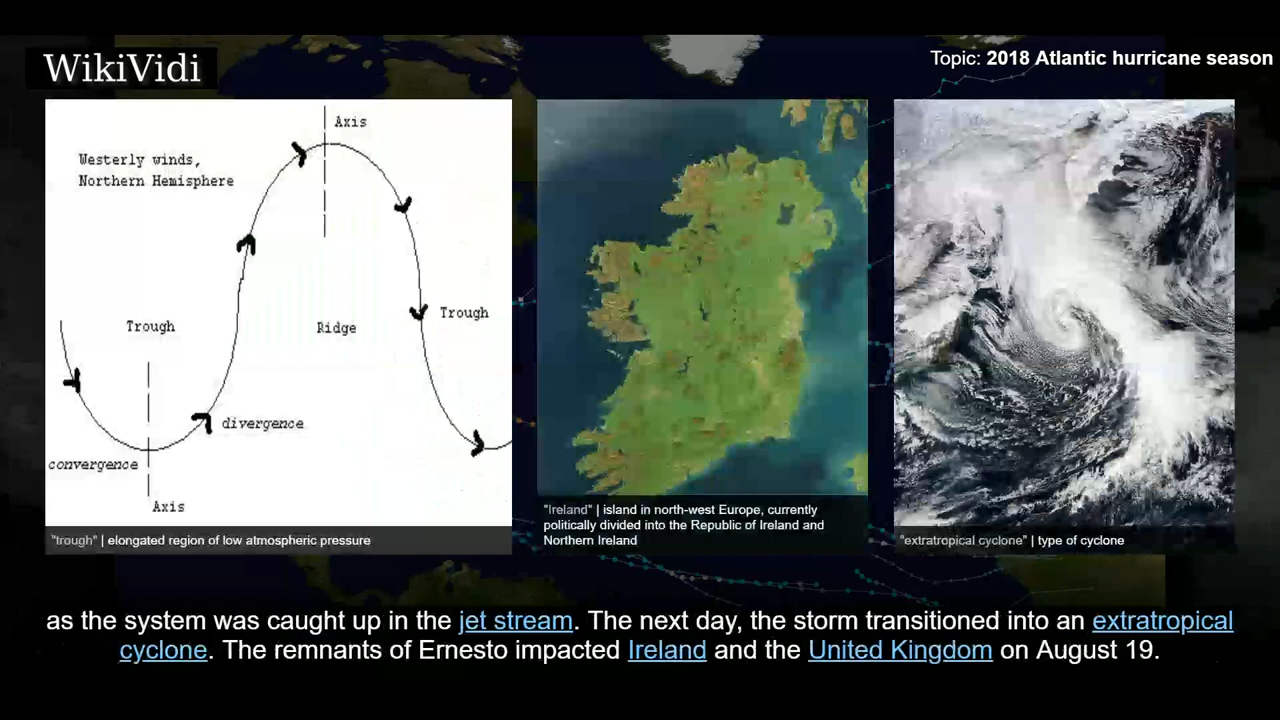 WikiVidi
Topic: 2018 Atlantic hurricane season
Axis
Westerly winds,
Northern Hemisphere
Trough
Ridge
Trough
divergence
convergence
Axis
"trough" | elongated region of low atmospheric pressure
"Ireland" | island in north-west Europe, currently
politically divided into the Republic of Ireland and
Northern Ireland
"extratropical cyclone" | type of cyclone
as the system was caught up in the jet stream. The next day, the storm transitioned into an extratropical
cyclone. The remnants of Ernesto impacted Ireland and the United Kingdom on August 19.